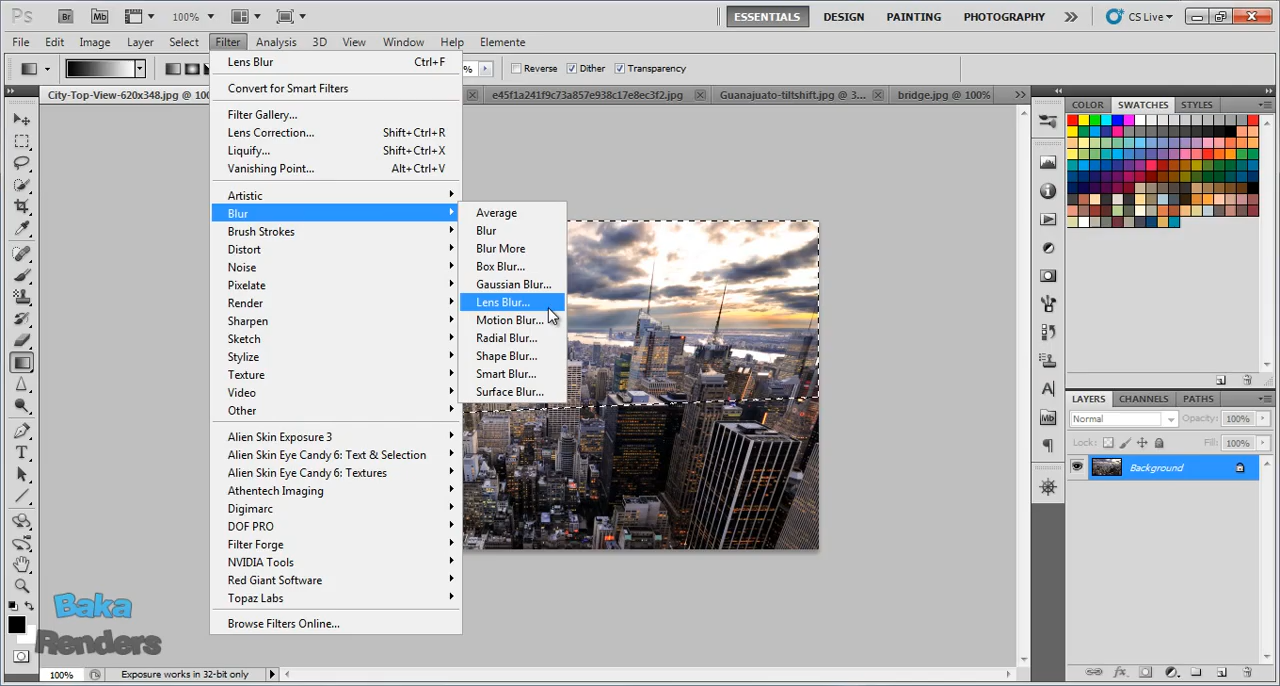 Ps Br Mb 100% ESSENTIALS DESIGN PAINTING PHOTOGRAPHY CS Live
File Edit Image Layer Select Filter Analysis 3D View Window Help Elemente
% Reverse Dither Transparency
City-Top-View-620x348.jpg @ 100 e45f1a241f9c73a857e938c17e8ec3f2.jpg Guanajuato-tiltshift.jpg @ 3... bridge.jpg @ 100%
Lens Blur Ctrl+F
Convert for Smart Filters
Filter Gallery...
Lens Correction... Shift+Ctrl+R
Liquify... Shift+Ctrl+X
Vanishing Point... Alt+Ctrl+V
Artistic
Blur
Brush Strokes
Distort
Noise
Pixelate
Render
Sharpen
Sketch
Stylize
Texture
Video
Other
Alien Skin Exposure 3
Alien Skin Eye Candy 6: Text & Selectio
Alien Skin Eye Candy 6: Textures
Athentech Imaging
Digimarc
DOF PRO
Filter Forge
NVIDIA Tools
Red Giant Software
Topaz Labs
Browse Filters Online...
Average
Blur
Blur More
Box Blur...
Gaussian Blur...
Lens Blur...
Motion Blur...
Radial Blur...
Shape Blur...
Smart Blur...
Surface Blur...
COLOR SWATCHES STYLES
LAYERS CHANNELS PATHS
Normal Opacity: 100%
Lock: Fill: 100%
Background
Mb
Baka
Renders
100% Exposure works in 32-bit only